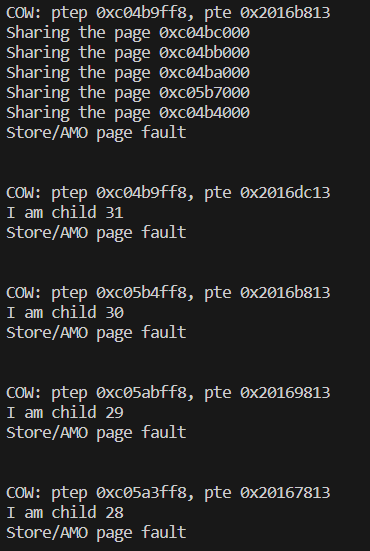 COW: ptep 0xc04b9ff8, pte 0x2016b813
Sharing the page 0xc04bc000
Sharing the page 0xc04bb000
Sharing the page 0xc04ba000
Sharing the page 0xc05b7000
Sharing the page 0xc04b4000
Store/AMO page fault
COW: ptep 0xc04b9ff8, pte 0x2016dc13
I am child 31
Store/AMO page fault
COW: ptep 0xc05b4ff8, pte 0x2016b813
I am child 30
Store/AMO page fault
COW: ptep 0xc05abff8, pte 0x20169813
I am child 29
Store/AMO page fault
COW: ptep 0xc05a3ff8, pte 0x20167813
I am child 28
Store/AMO page fault